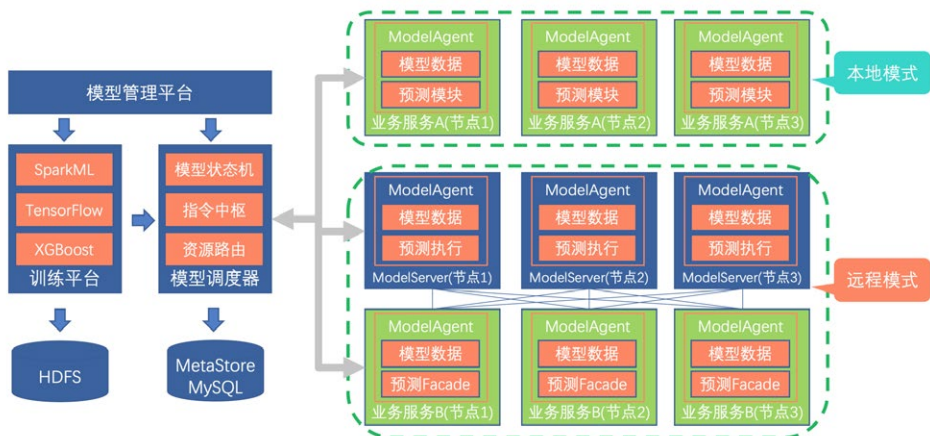 模型管理平台
SparkML
TensorFlow
XGBoost
训练平台
模型状态机
指令中枢
资源路由
模型调度器
HDFS
MetaStore
MySQL
ModelAgent
模型数据
预测模块
业务服务A(节点1)
ModelAgent
模型数据
预测模块
业务服务A(节点2)
ModelAgent
模型数据
预测模块
业务服务A(节点3)
本地模式
ModelAgent
模型数据
预测执行
ModelServer(节点1)
ModelAgent
模型数据
预测执行
ModelServer(节点2)
ModelAgent
模型数据
预测执行
ModelServer(节点3)
远程模式
ModelAgent
模型数据
预测Facade
业务服务B(节点1)
ModelAgent
模型数据
预测Facade
业务服务B(节点2)
ModelAgent
模型数据
预测Facade
业务服务B(节点3)